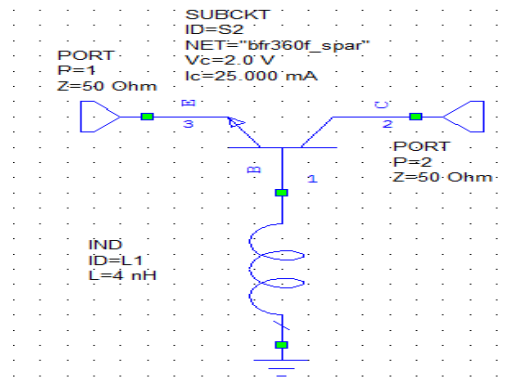 SUBCKT
ID=S2
NET="bfr360f_spar"
Vc=2.0 V
Ic=25.000 mA
PORT
P=1
Z=50 Ohm
E
3
C
2
B
1
PORT
P=2
Z=50 Ohm
IND
ID=L1
L=4 nH